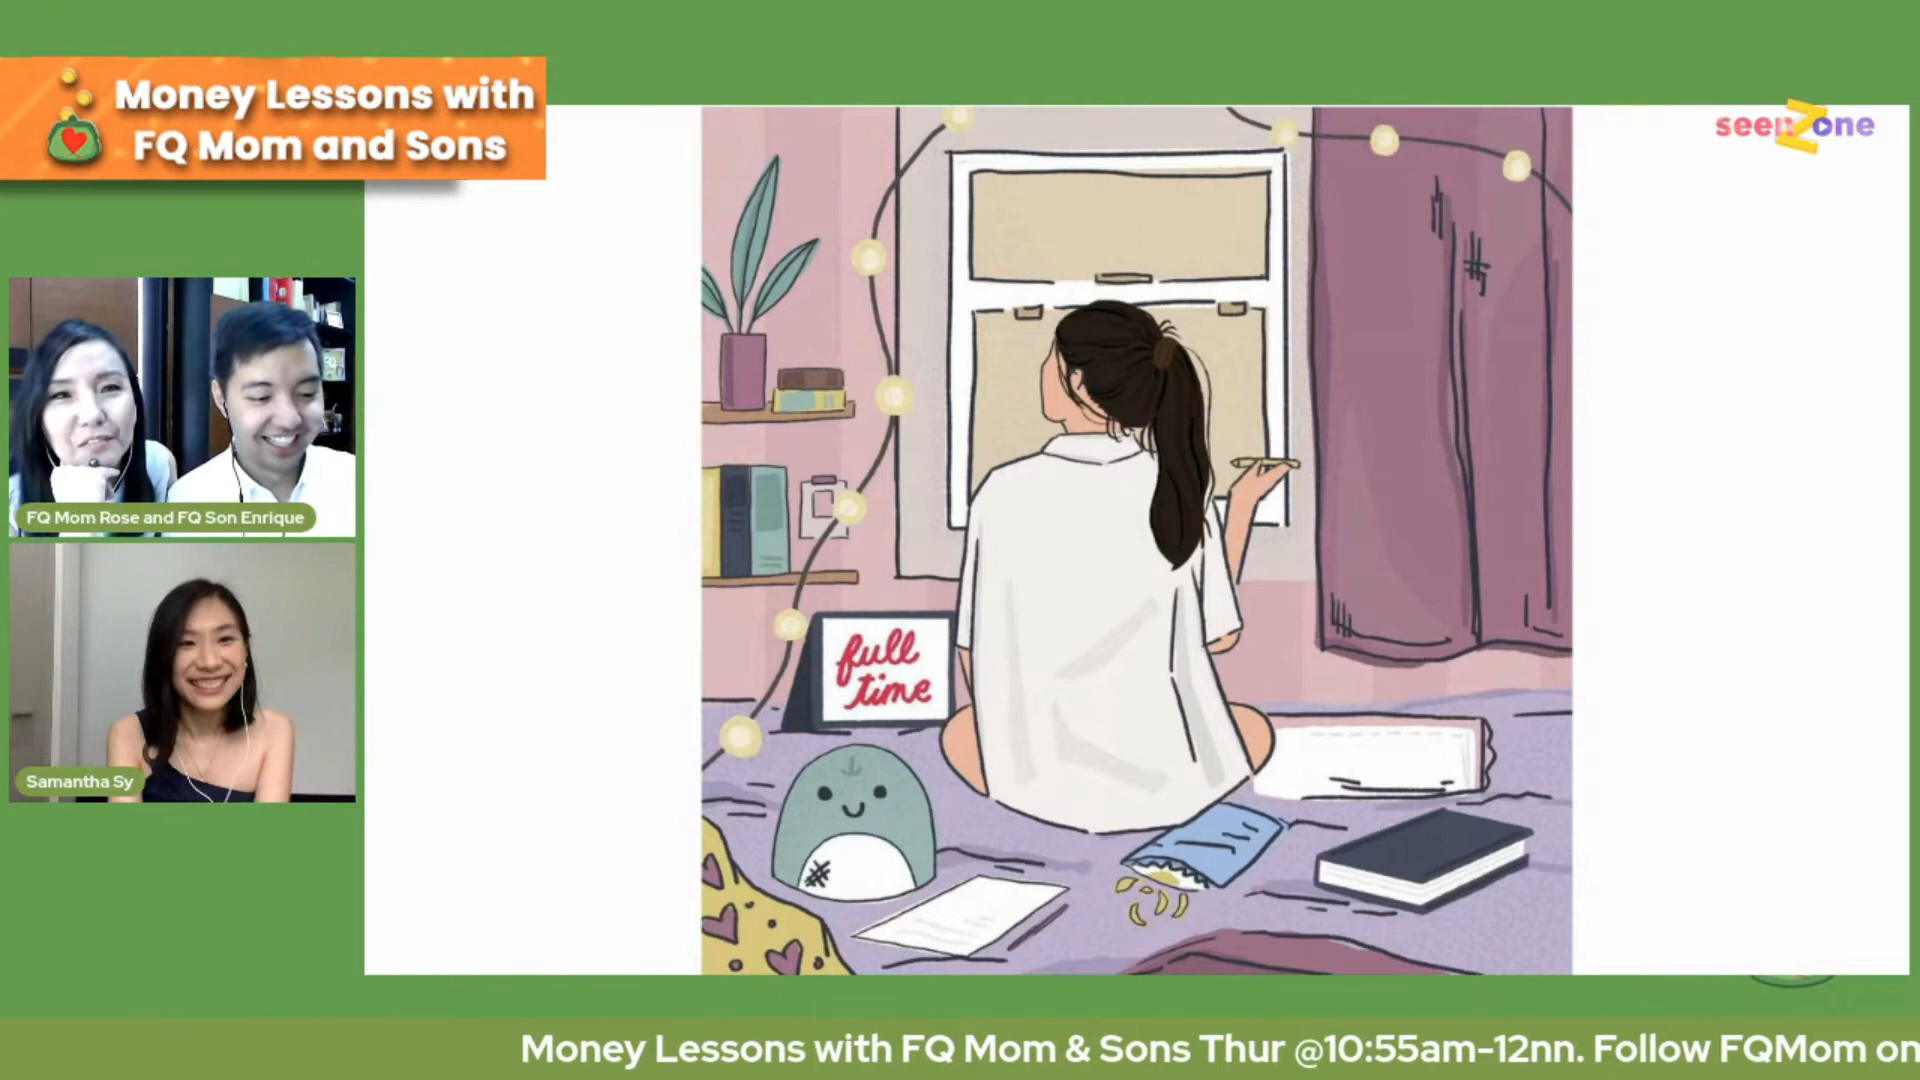 Money Lessons with
FQ Mom and Sons
seenZone
FQ Mom Rose and FQ Son Enrique
full
time
Samantha Sy
Money Lessons with FQ Mom & Sons Thur @10:55am-12nn. Follow FQMom on